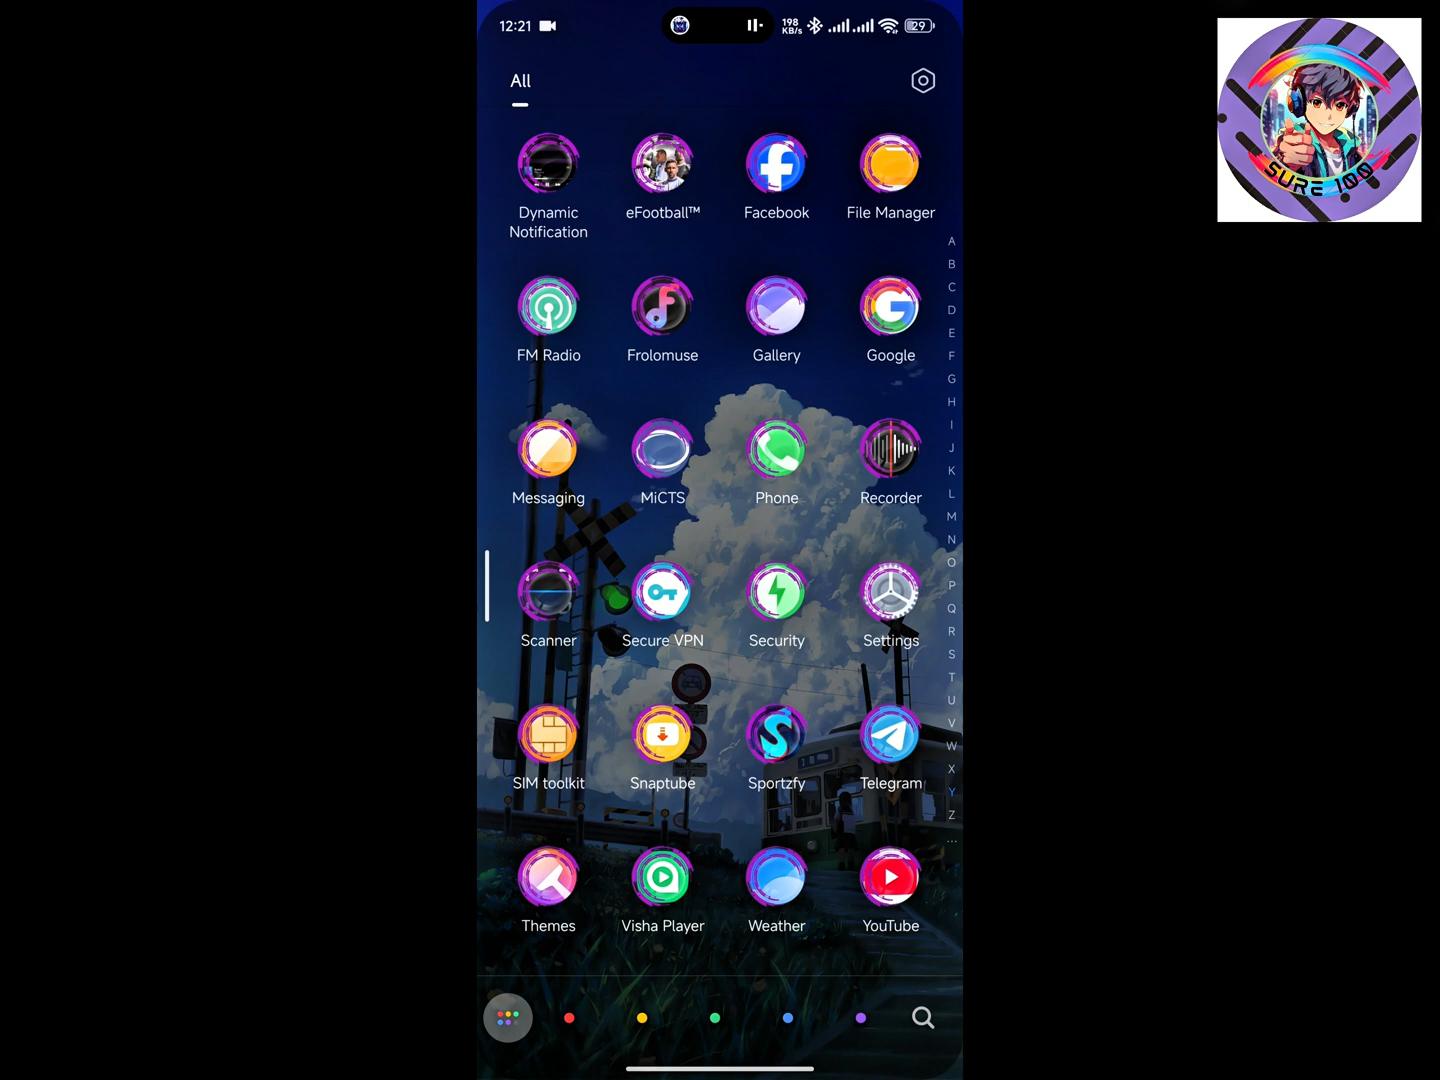 12:21
198
KB/s
29
All
Dynamic
Notification
eFootball™
Facebook
File Manager
FM Radio
Frolomuse
Gallery
Google
Messaging
MiCTS
Phone
Recorder
Scanner
Secure VPN
Security
Settings
SIM toolkit
Snaptube
Sportzfy
Telegram
Themes
Visha Player
Weather
YouTube
A
B
C
D
E
F
G
H
I
J
K
L
M
N
O
P
Q
R
S
T
U
V
W
X
Y
Z
...
SURE 100